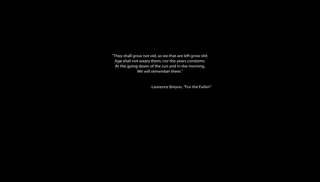 "They shall grow not old, as we that are left grow old:
Age shall not weary them, nor the years condemn.
At the going down of the sun and in the morning,
We will remember them."
-Laurence Binyon, "For the Fallen"